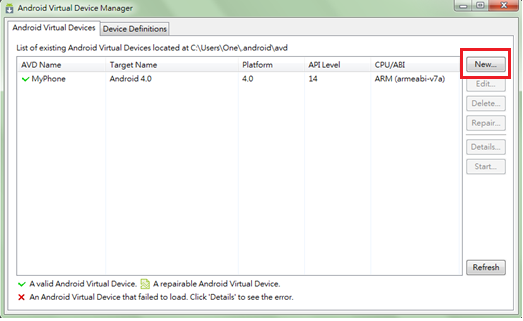 Android Virtual Device Manager
Android Virtual Devices
Device Definitions
List of existing Android Virtual Devices located at C:\Users\One\.android\avd
AVD Name Target Name Platform API Level CPU/ABI
MyPhone Android 4.0 4.0 14 ARM (armeabi-v7a)
New...
Edit...
Delete...
Repair...
Details...
Start...
Refresh
A valid Android Virtual Device. A repairable Android Virtual Device.
An Android Virtual Device that failed to load. Click 'Details' to see the error.